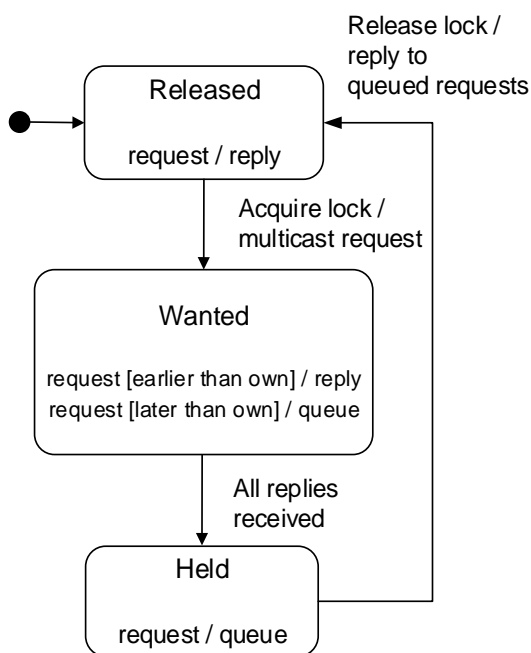 Release lock /
reply to
queued requests
Released
request / reply
Acquire lock /
multicast request
Wanted
request [earlier than own] / reply
request [later than own] / queue
All replies
received
Held
request / queue